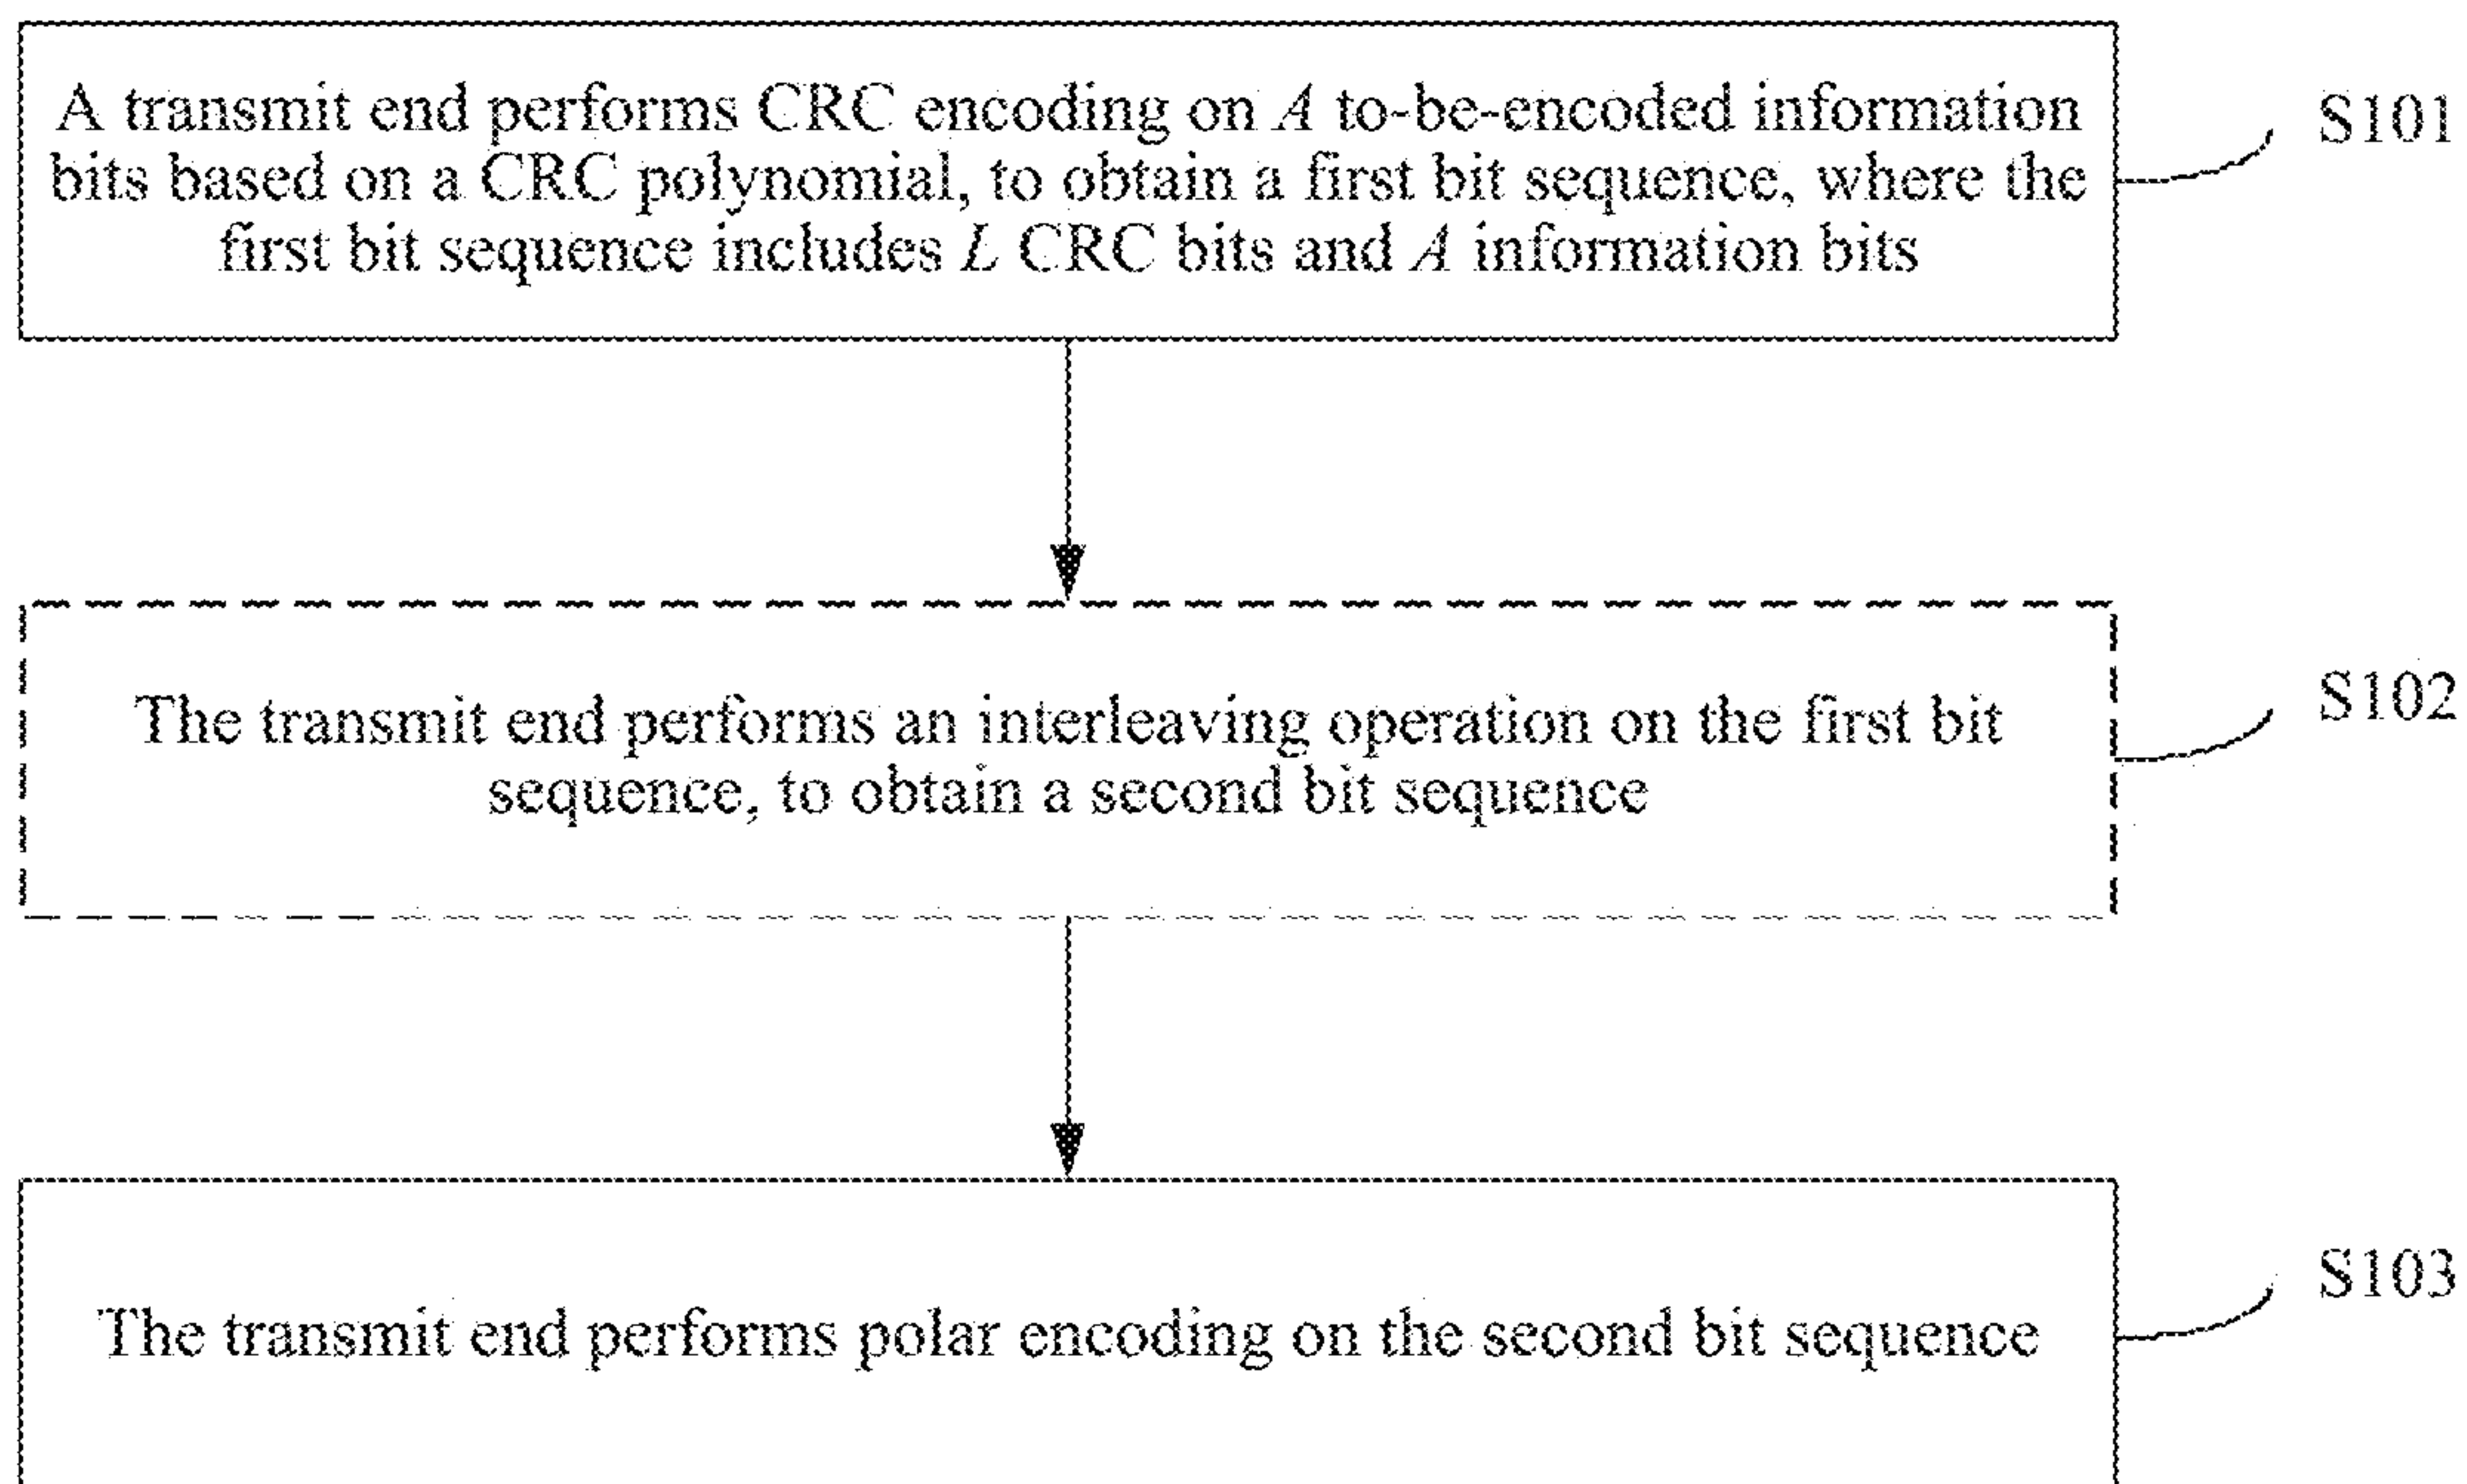 A transmit end performs CRC encoding on A to-be-encoded information
bits based on a CRC polynomial, to obtain a first bit sequence, where the
first bit sequence includes L CRC bits and A information bits
S101
The transmit end performs an interleaving operation on the first bit
sequence, to obtain a second bit sequence
S102
The transmit end performs polar encoding on the second bit sequence
S103